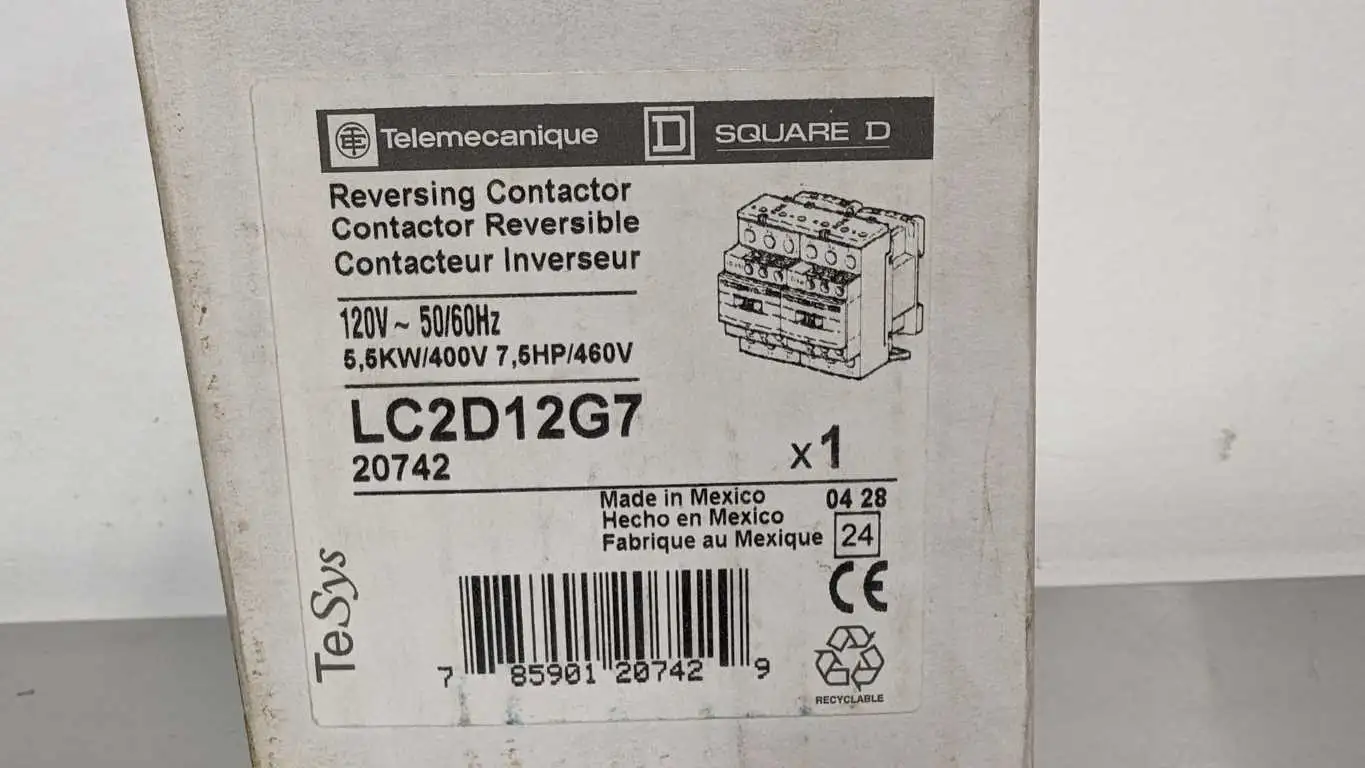 Telemecanique D SQUARE D
Reversing Contactor
Contactor Reversible
Contacteur Inverseur
120V ~ 50/60Hz
5,5KW/400V 7,5HP/460V
LC2D12G7
20742
x1
Made in Mexico
Hecho en Mexico
Fabrique au Mexique
04 28
24
CE
TeSys
7 85901 20742 9
RECYCLABLE